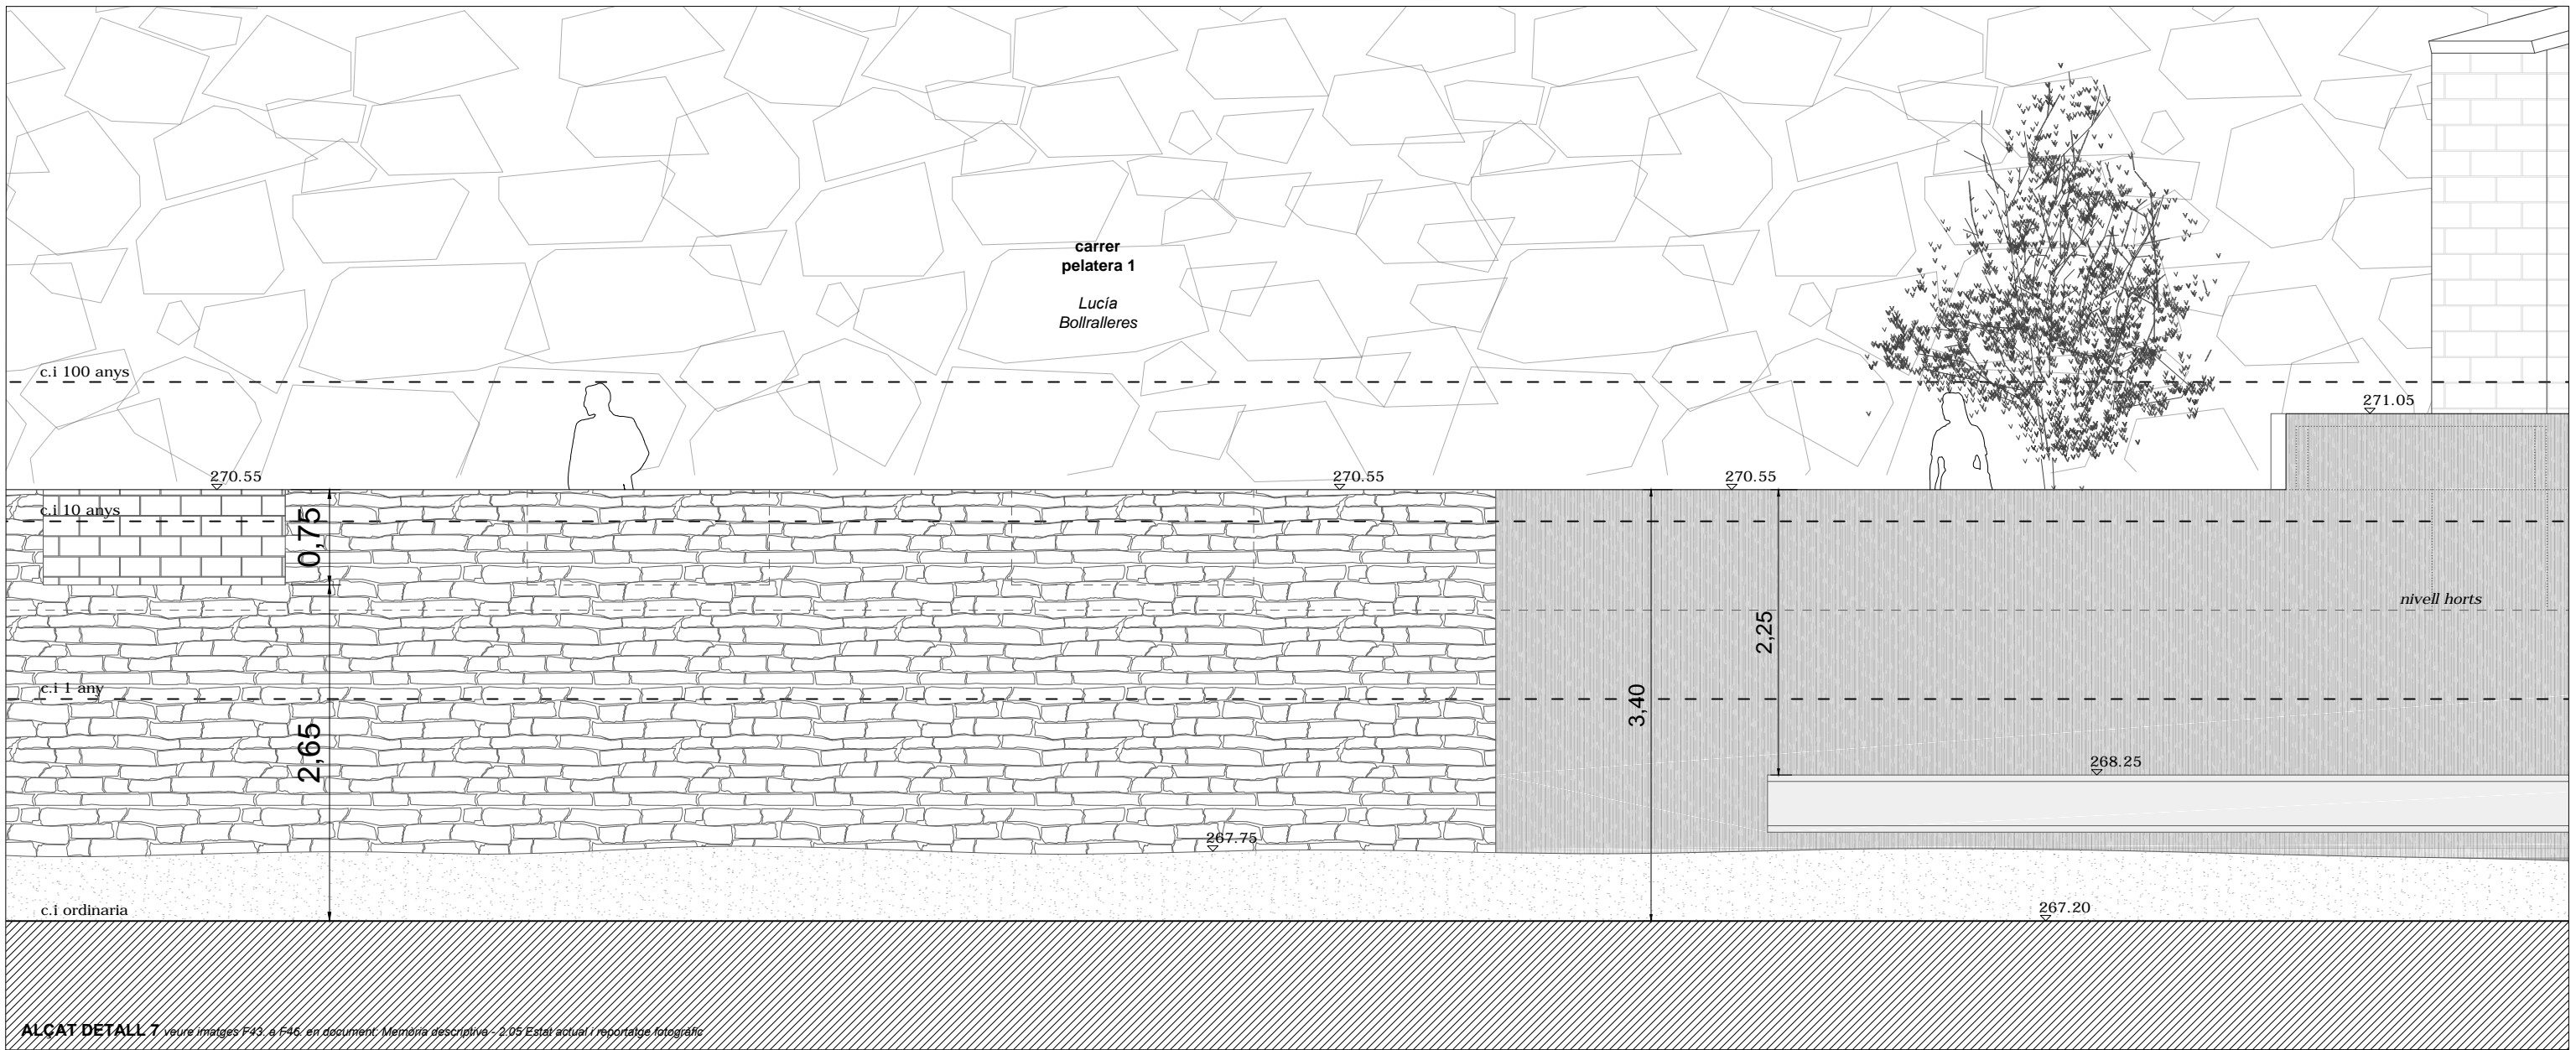 carrer
pelatera 1
Lucía
Bollralleres
c.i 100 anys
271.05
270.55
270.55
270.55
c.i 10 anys
0,75
nivell horts
2,25
c.i 1 any
3,40
2,65
268.25
267.75
c.i ordinaria
267.20
ALÇAT DETALL 7 veure imatges F43. a F46. en document: Memòria descriptiva - 2.05 Estat actual i reportatge fotogràfic